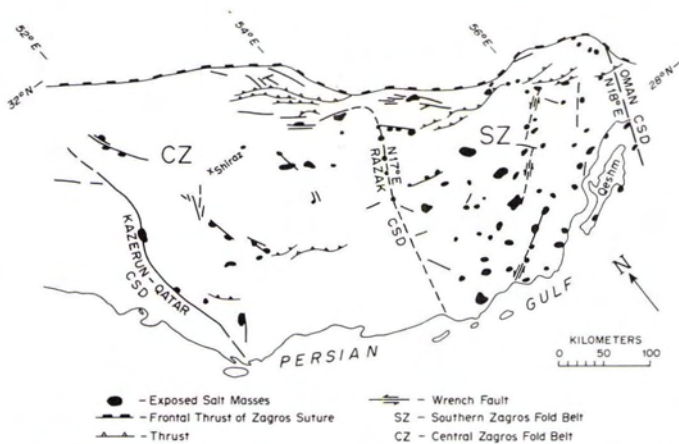 52°E
54°E
56°E
32°N
28°N
OMAN CSD
N18°E
CZ
SZ
xShiraz
N17°E
RAZAK
CSD
Qeshm
KAZERUN-QATAR
CSD
PERSIAN GULF
N
KILOMETERS
0 50 100
- Exposed Salt Masses
- Frontal Thrust of Zagros Suture
- Thrust
- Wrench Fault
SZ - Southern Zagros Fold Belt
CZ - Central Zagros Fold Belt